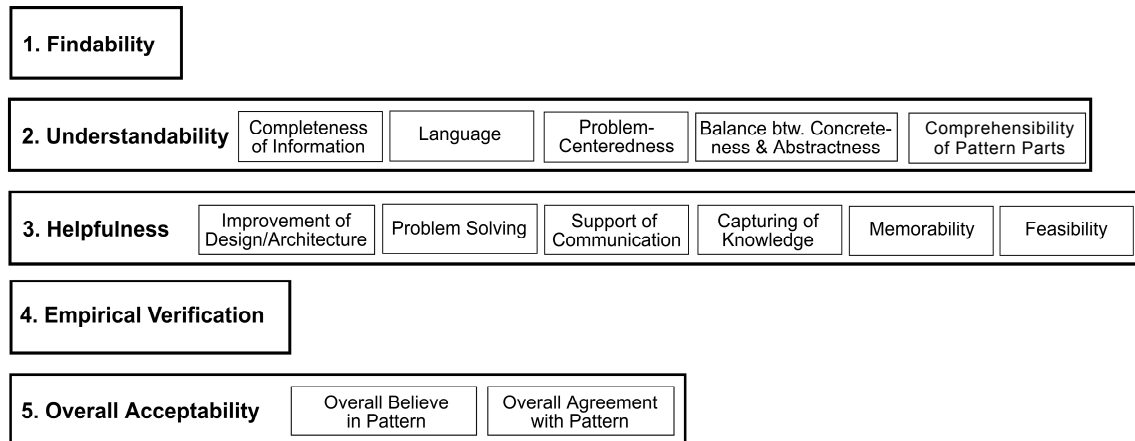 1. Findability
2. Understandability
Completeness
of Information
Language
Problem-
Centeredness
Balance btw. Concrete-
ness & Abstractness
Comprehensibility
of Pattern Parts
3. Helpfulness
Improvement of
Design/Architecture
Problem Solving
Support of
Communication
Capturing of
Knowledge
Memorability
Feasibility
4. Empirical Verification
5. Overall Acceptability
Overall Believe
in Pattern
Overall Agreement
with Pattern